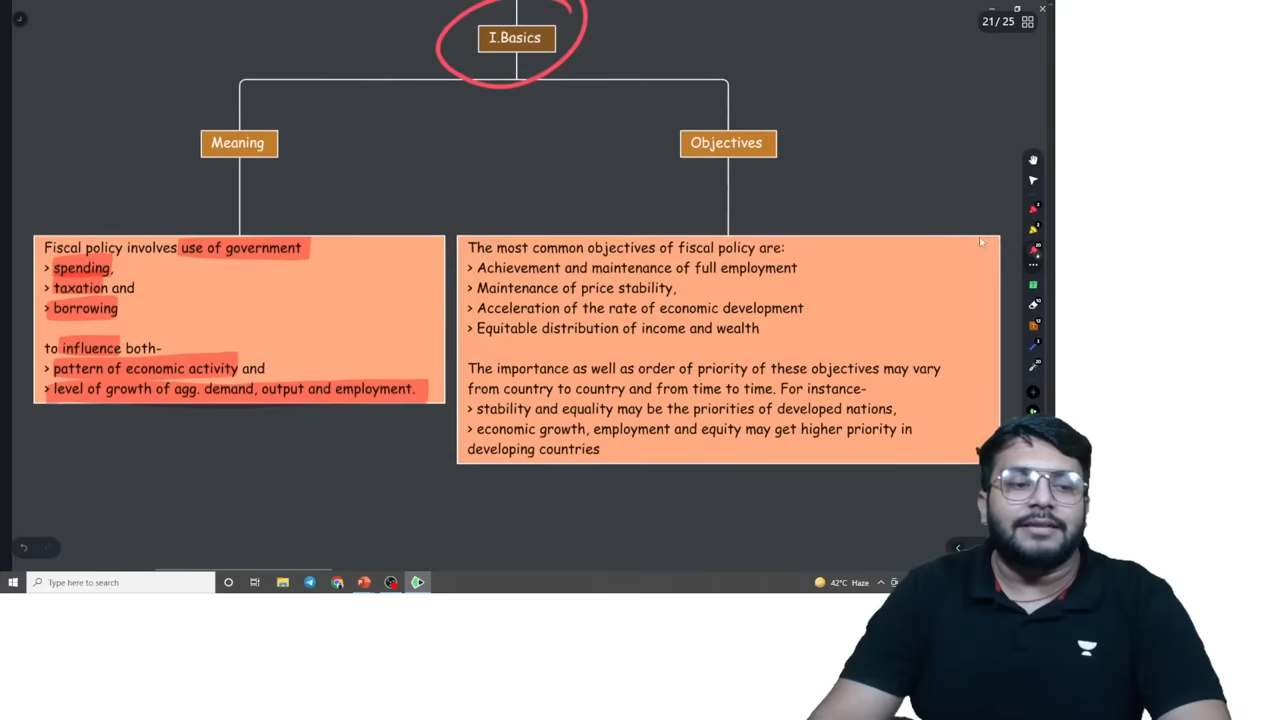 21 / 25
I.Basics
Meaning
Objectives
Fiscal policy involves use of government
> spending,
> taxation and
> borrowing
to influence both-
> pattern of economic activity and
> level of growth of agg. demand, output and employment.
The most common objectives of fiscal policy are:
> Achievement and maintenance of full employment
> Maintenance of price stability,
> Acceleration of the rate of economic development
> Equitable distribution of income and wealth
The importance as well as order of priority of these objectives may vary
from country to country and from time to time. For instance-
> stability and equality may be the priorities of developed nations,
> economic growth, employment and equity may get higher priority in
developing countries
Type here to search
42°C Haze